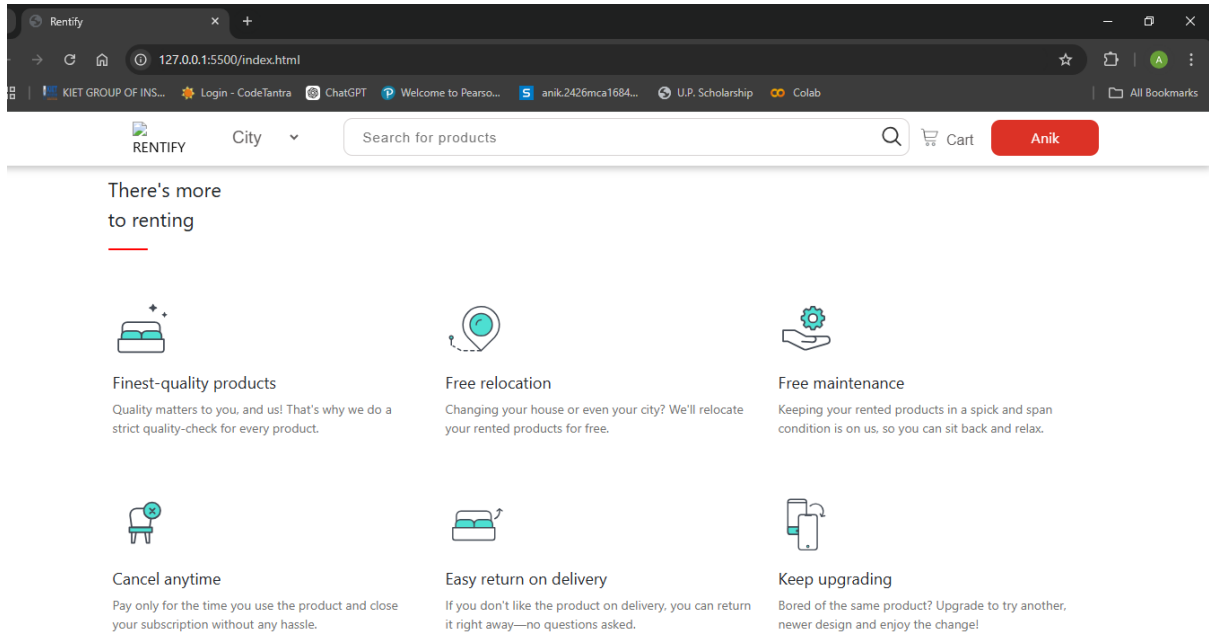 Rentify
127.0.0.1:5500/index.html
A
KIET GROUP OF INS... Login - CodeTantra ChatGPT Welcome to Pearso... anik.2426mca1684... U.P. Scholarship Colab All Bookmarks
RENTIFY City Search for products Cart Anik
There's more
to renting
Finest-quality products
Quality matters to you, and us! That's why we do a
strict quality-check for every product.
Free relocation
Changing your house or even your city? We'll relocate
your rented products for free.
Free maintenance
Keeping your rented products in a spick and span
condition is on us, so you can sit back and relax.
Cancel anytime
Pay only for the time you use the product and close
your subscription without any hassle.
Easy return on delivery
If you don't like the product on delivery, you can return
it right away—no questions asked.
Keep upgrading
Bored of the same product? Upgrade to try another,
newer design and enjoy the change!